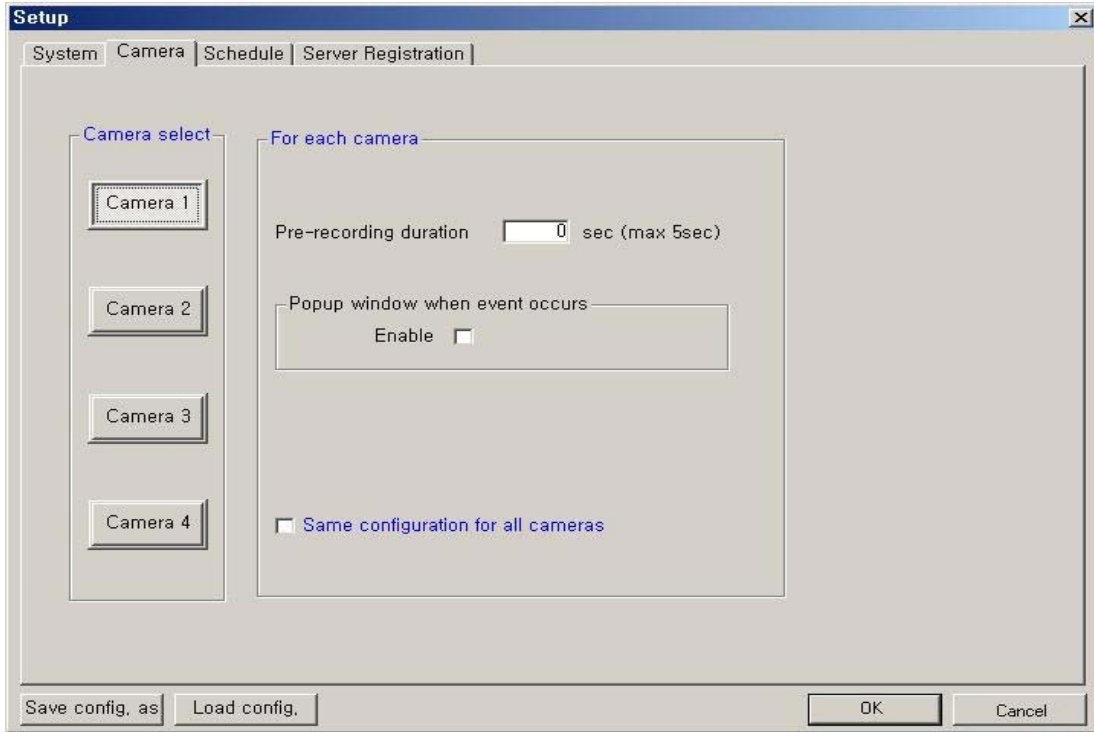 Setup
System Camera Schedule Server Registration
Camera select
For each camera
Camera 1
Pre-recording duration 0 sec (max 5sec)
Camera 2
Popup window when event occurs
Enable
Camera 3
Camera 4
Same configuration for all cameras
Save config, as Load config, OK Cancel